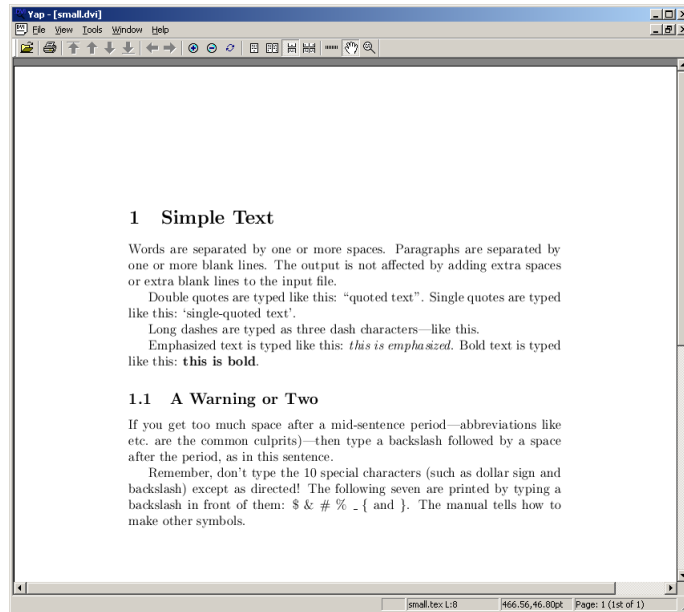 Yap - [small.dvi]
File View Tools Window Help
1 Simple Text
Words are separated by one or more spaces. Paragraphs are separated by
one or more blank lines. The output is not affected by adding extra spaces
or extra blank lines to the input file.
Double quotes are typed like this: “quoted text”. Single quotes are typed
like this: ‘single-quoted text’.
Long dashes are typed as three dash characters—like this.
Emphasized text is typed like this: this is emphasized. Bold text is typed
like this: this is bold.
1.1 A Warning or Two
If you get too much space after a mid-sentence period—abbreviations like
etc. are the common culprits)—then type a backslash followed by a space
after the period, as in this sentence.
Remember, don’t type the 10 special characters (such as dollar sign and
backslash) except as directed! The following seven are printed by typing a
backslash in front of them: $ & # % _ { and }. The manual tells how to
make other symbols.
small.tex L:8 466.56,46.80pt Page: 1 (1st of 1)